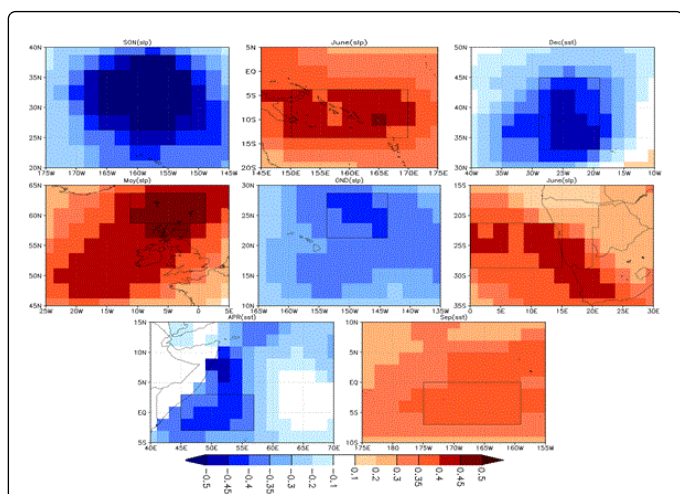 SON(slp) June(slp) Dec(sst)
40N 5N 50N
35N EQ 45N
30N 5S 40N
25N 10S 35N
20N 15S 30N
20S
175W 170W 165W 160W 155W 150W 145W 145E 150E 155E 160E 165E 170E 175E 40W 35W 30W 25W 20W 15W 10W
May(slp) OND(slp) June(slp)
65N 30N 15S
60N 25N 20S
55N 20N 25S
50N 15N 30S
45N 10N 35S
25W 20W 15W 10W 5W 0 5E 165W 160W 155W 150W 145W 140W 135W 0 5E 10E 15E 20E 25E 30E
APR(sst) Sep(sst)
15N 10N
10N 5N
5N EQ
EQ 5S
5S 10S
40E 45E 50E 55E 60E 65E 70E 175E 180 175W 170W 165W 160W 155W
-0.5 -0.45 -0.4 -0.35 -0.3 -0.2 -0.1 0.1 0.2 0.3 0.35 0.4 0.45 0.5